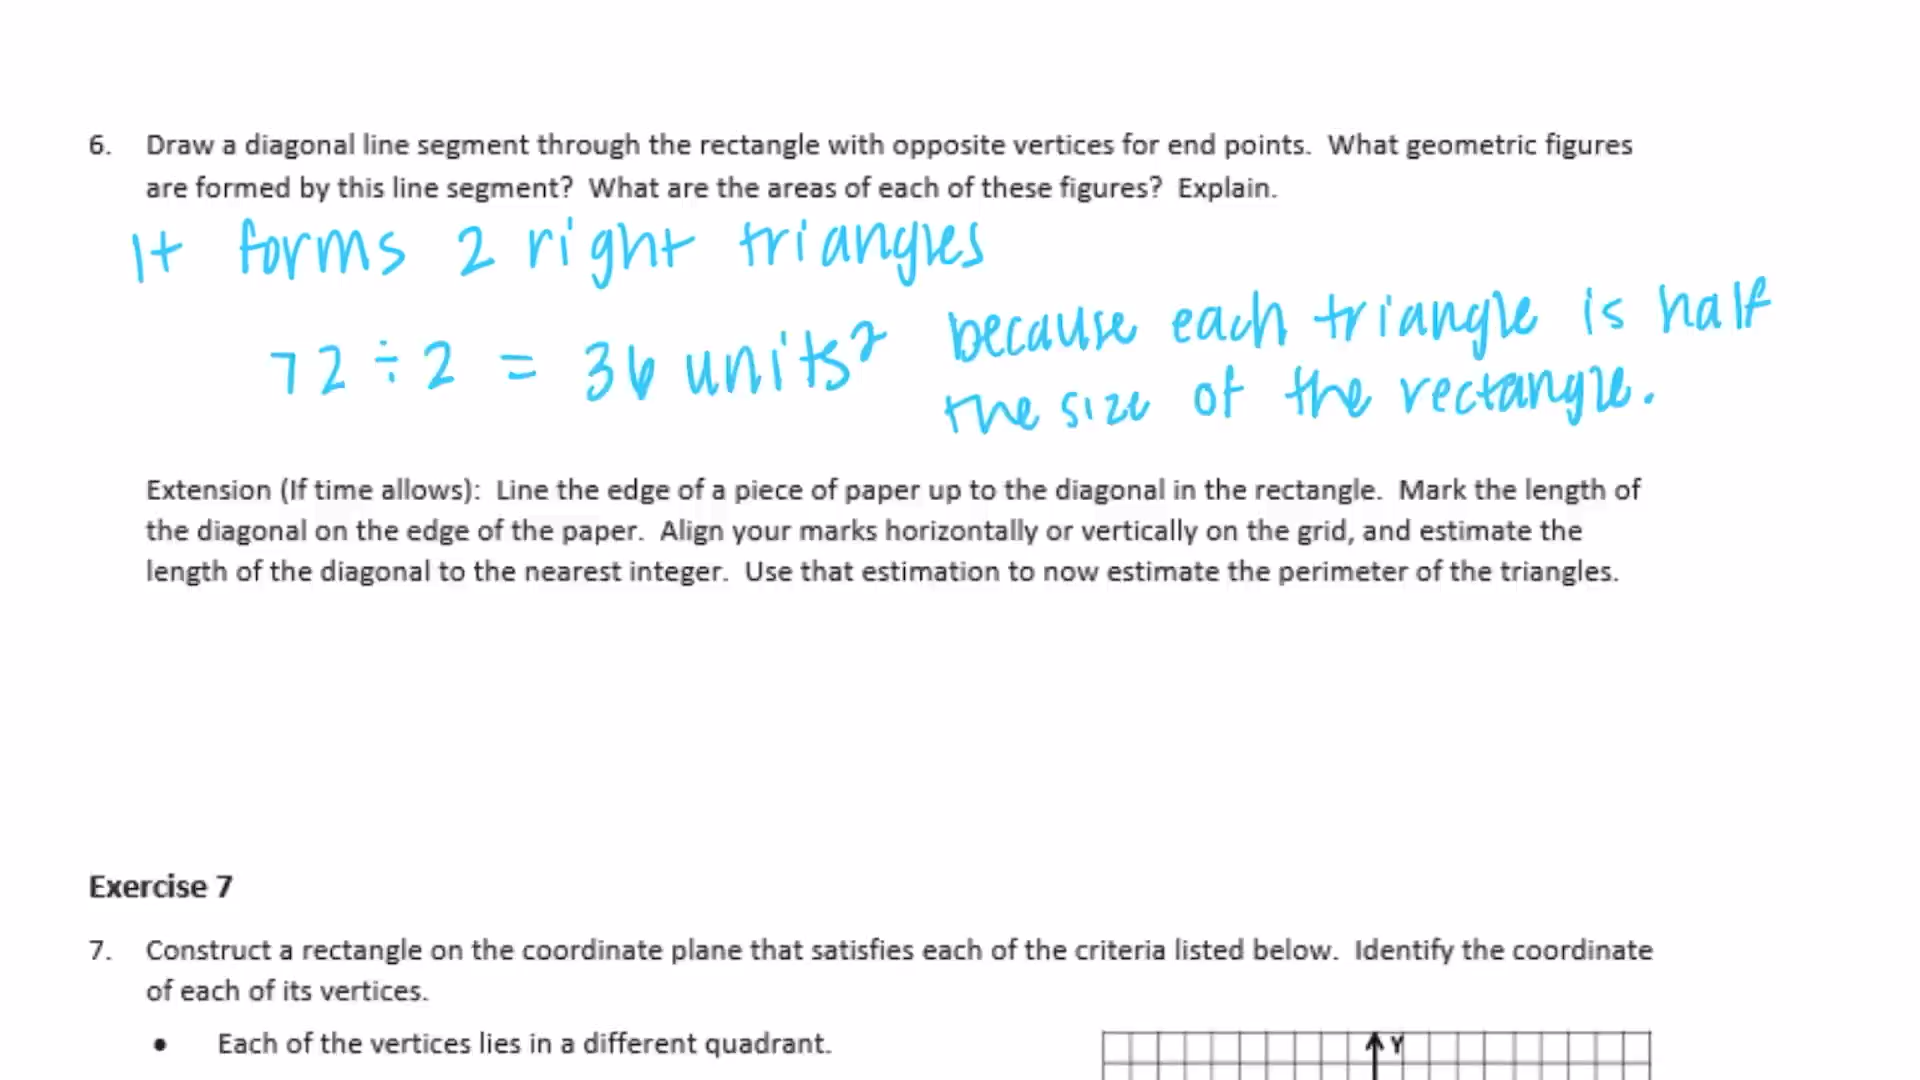 6. Draw a diagonal line segment through the rectangle with opposite vertices for end points. What geometric figures
are formed by this line segment? What are the areas of each of these figures? Explain.
It forms 2 right triangles
72 ÷ 2 = 36 units² because each triangle is half
the size of the rectangle.
Extension (If time allows): Line the edge of a piece of paper up to the diagonal in the rectangle. Mark the length of
the diagonal on the edge of the paper. Align your marks horizontally or vertically on the grid, and estimate the
length of the diagonal to the nearest integer. Use that estimation to now estimate the perimeter of the triangles.
Exercise 7
7. Construct a rectangle on the coordinate plane that satisfies each of the criteria listed below. Identify the coordinate
of each of its vertices.
• Each of the vertices lies in a different quadrant.
Y